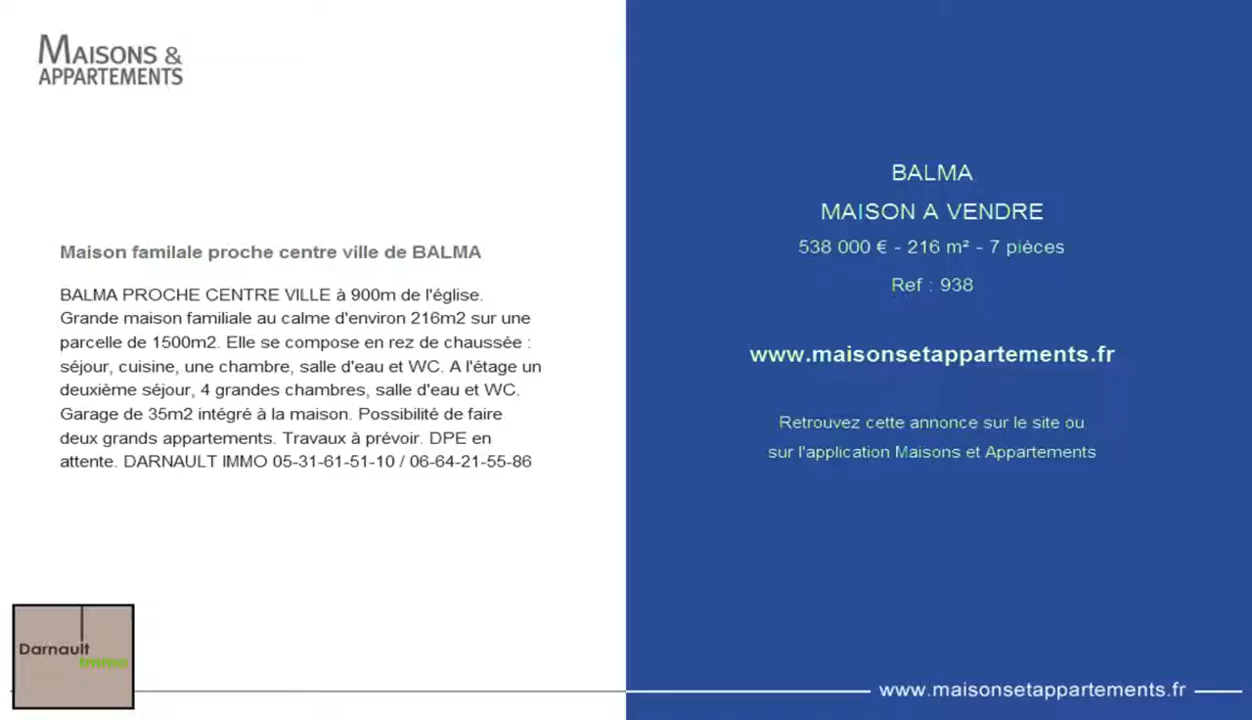 MAISONS &
APPARTEMENTS
Maison familale proche centre ville de BALMA
BALMA PROCHE CENTRE VILLE à 900m de l'église.
Grande maison familiale au calme d'environ 216m2 sur une
parcelle de 1500m2. Elle se compose en rez de chaussée :
séjour, cuisine, une chambre, salle d'eau et WC. A l'étage un
deuxième séjour, 4 grandes chambres, salle d'eau et WC.
Garage de 35m2 intégré à la maison. Possibilité de faire
deux grands appartements. Travaux à prévoir. DPE en
attente. DARNAULT IMMO 05-31-61-51-10 / 06-64-21-55-86
Darnault
immo
BALMA
MAISON A VENDRE
538 000 € - 216 m² - 7 pièces
Ref : 938
www.maisonsetappartements.fr
Retrouvez cette annonce sur le site ou
sur l'application Maisons et Appartements
www.maisonsetappartements.fr